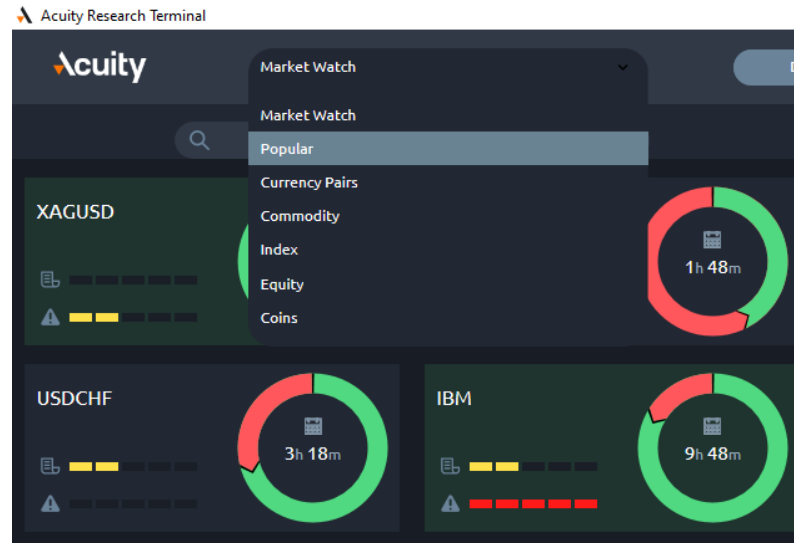 Acuity Research Terminal
Acuity
Market Watch
D
Market Watch
Popular
Currency Pairs
Commodity
Index
Equity
Coins
XAGUSD
1h 48m
USDCHF
3h 18m
IBM
9h 48m